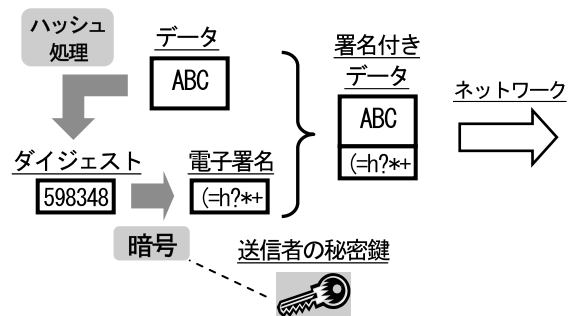 ハッシュ
処理
データ
ABC
ダイジェスト
598348
電子署名
(=h?*+
暗号
送信者の秘密鍵
署名付き
データ
ABC
(=h?*+
ネットワーク